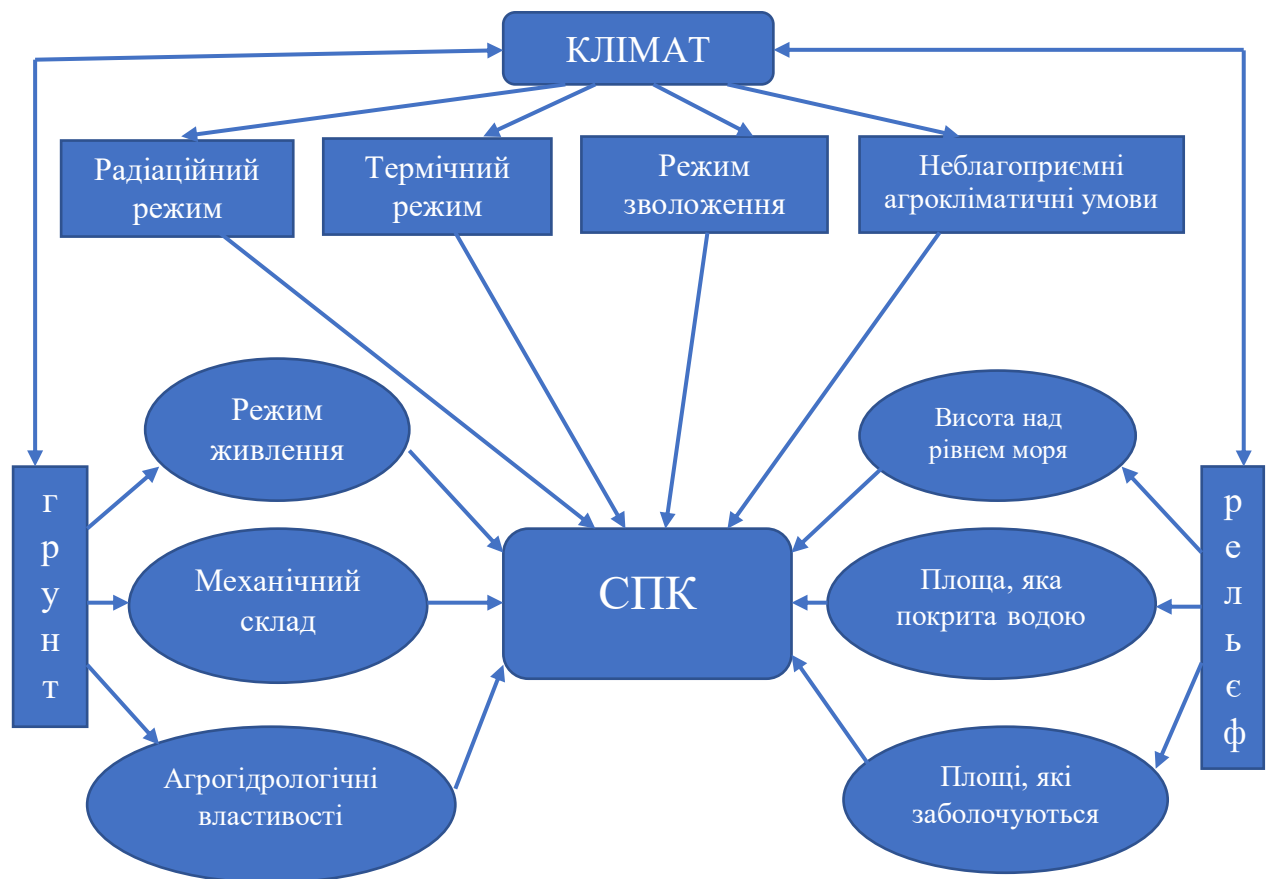 КЛІМАТ
Радіаційний
режим
Термічний
режим
Режим
зволоження
Неблагоприємні
агрокліматичні умови
Режим
живлення
Висота над
рівнем моря
г
р
у
н
т
Механічний
склад
СПК
Площа, яка
покрита водою
р
е
л
ь
є
ф
Агрогідрологічні
властивості
Площі, які
заболочуються